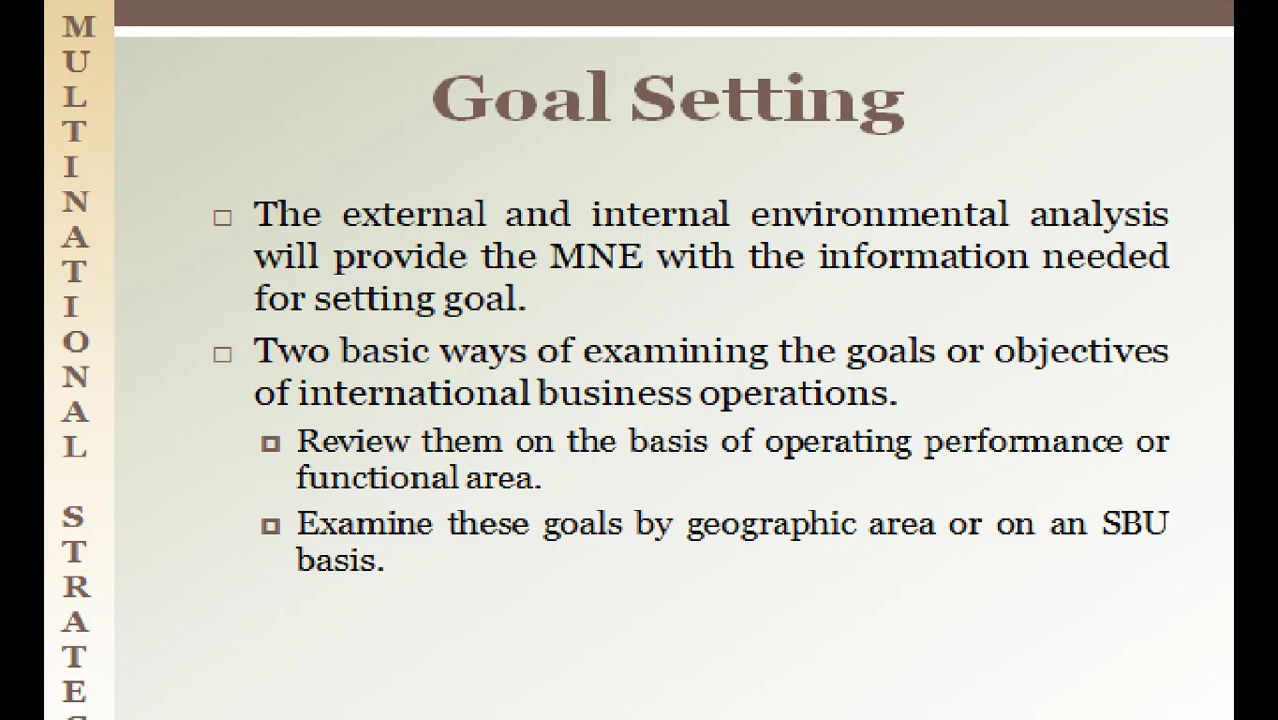 MULTINATIONAL STRATE
Goal Setting
The external and internal environmental analysis
will provide the MNE with the information needed
for setting goal.
Two basic ways of examining the goals or objectives
of international business operations.
Review them on the basis of operating performance or
functional area.
Examine these goals by geographic area or on an SBU
basis.